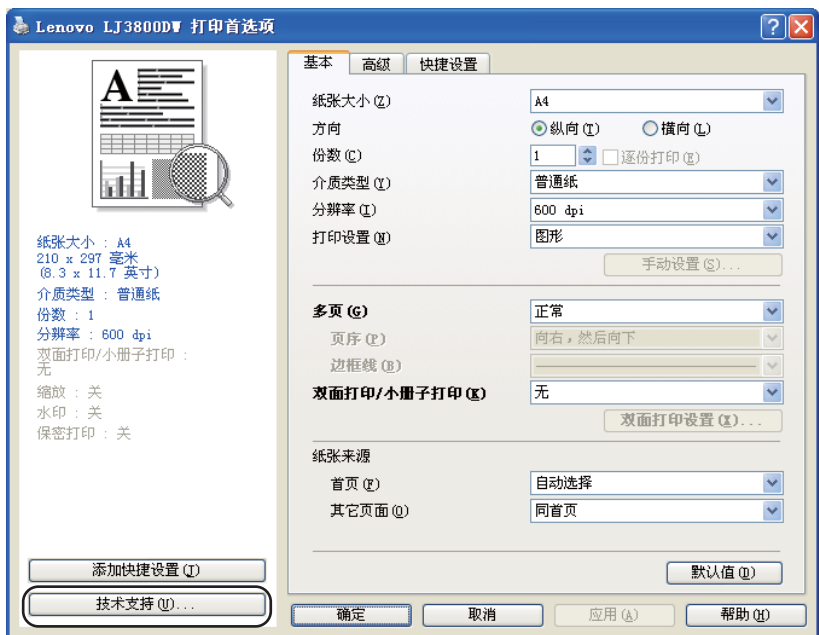 Lenovo LJ3800DW 打印首选项
基本 高级 快捷设置
A
纸张大小 : A4
210 x 297 毫米
(8.3 x 11.7 英寸)
介质类型 : 普通纸
份数 : 1
分辨率 : 600 dpi
双面打印/小册子打印 :
无
缩放 : 关
水印 : 关
保密打印 : 关
添加快捷设置(J)
技术支持(U)...
纸张大小(Z) A4
方向 纵向(T) 横向(L)
份数(C) 1 逐份打印(E)
介质类型(Y) 普通纸
分辨率(I) 600 dpi
打印设置(N) 图形
手动设置(S)...
多页(G) 正常
页序(P) 向右，然后向下
边框线(B)
双面打印/小册子打印(K) 无
双面打印设置(X)...
纸张来源
首页(F) 自动选择
其它页面(O) 同首页
默认值(D)
确定 取消 应用(A) 帮助(H)